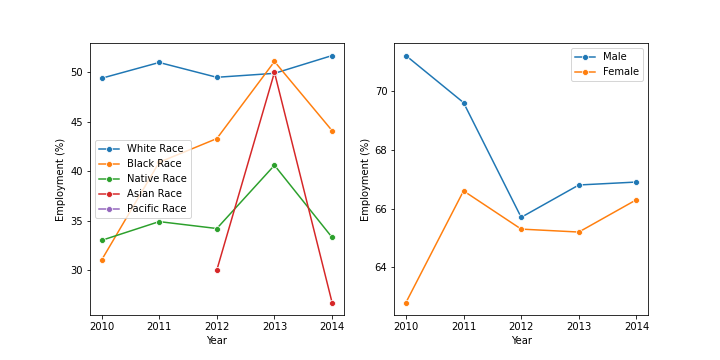 50
45
40
35
30
Employment (%)
White Race
Black Race
Native Race
Asian Race
Pacific Race
2010 2011 2012 2013 2014
Year
70
68
66
64
Employment (%)
Male
Female
2010 2011 2012 2013 2014
Year